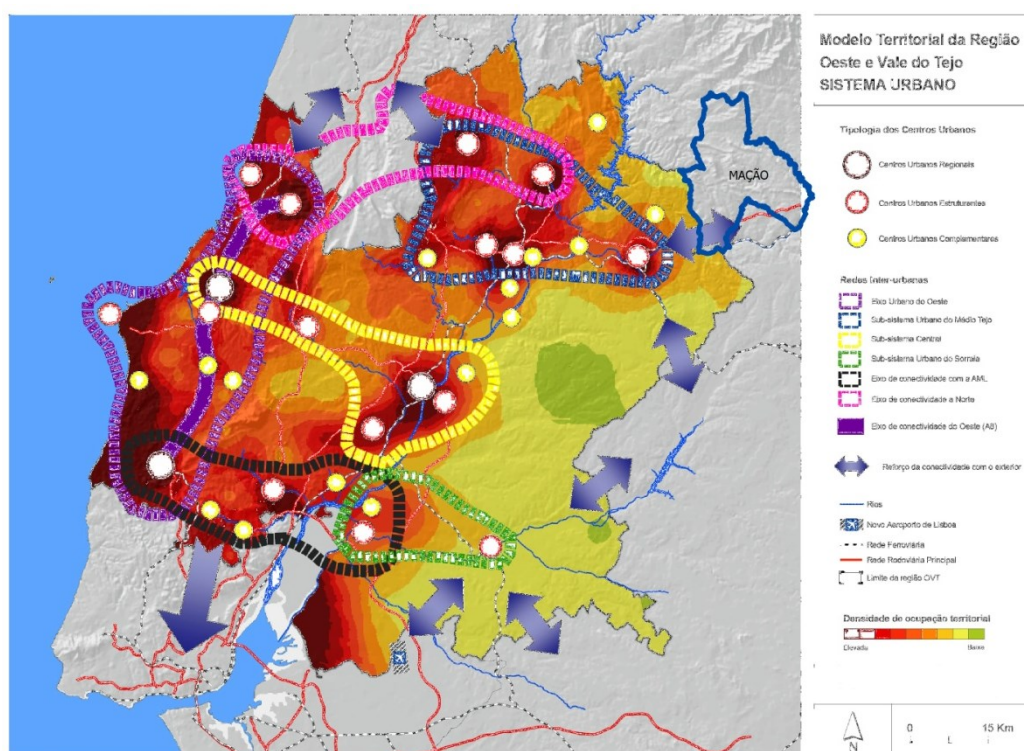 Modelo Territorial da Região
Oeste e Vale do Tejo
SISTEMA URBANO
Tipologia dos Centros Urbanos
Centros Urbanos Regionais
Centros Urbanos Estruturantes
Centros Urbanos Complementares
Redes Inter-urbanas
Eixo Urbano do Oeste
Sub-sistema Urbano do Médio Tejo
Sub-sistema Central
Sub-sistema Urbano do Sorraia
Eixo de conectividade com a AML
Eixo de conectividade a Norte
Eixo de conectividade do Oeste (A8)
Reforço da conectividade com o exterior
Rios
Novo Aeroporto de Lisboa
Rede Ferroviária
Rede Rodoviária Principal
Limite da região OVT
Densidade de ocupação territorial
Elevada
Baixa
0 15 Km
N
MAÇÃO